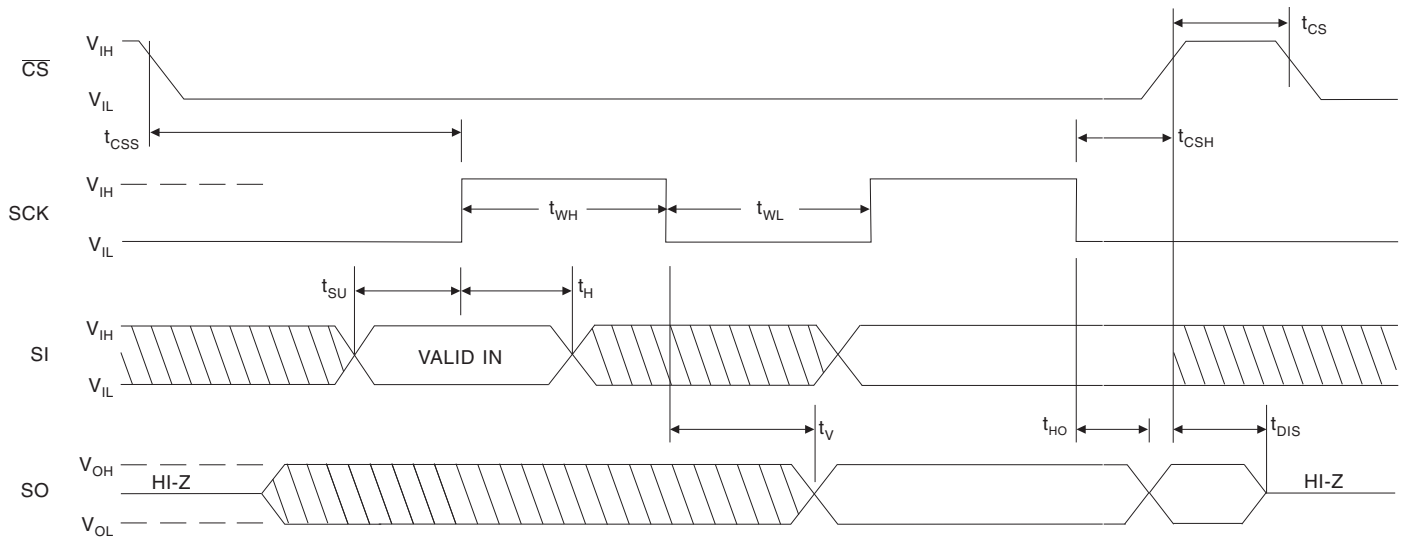 t_CS
V_IH
C̅S̅
V_IL
t_CSS
t_CSH
V_IH
SCK
t_WH
t_WL
V_IL
t_SU
t_H
V_IH
SI
VALID IN
V_IL
t_V
t_HO
t_DIS
V_OH
HI-Z
HI-Z
SO
V_OL